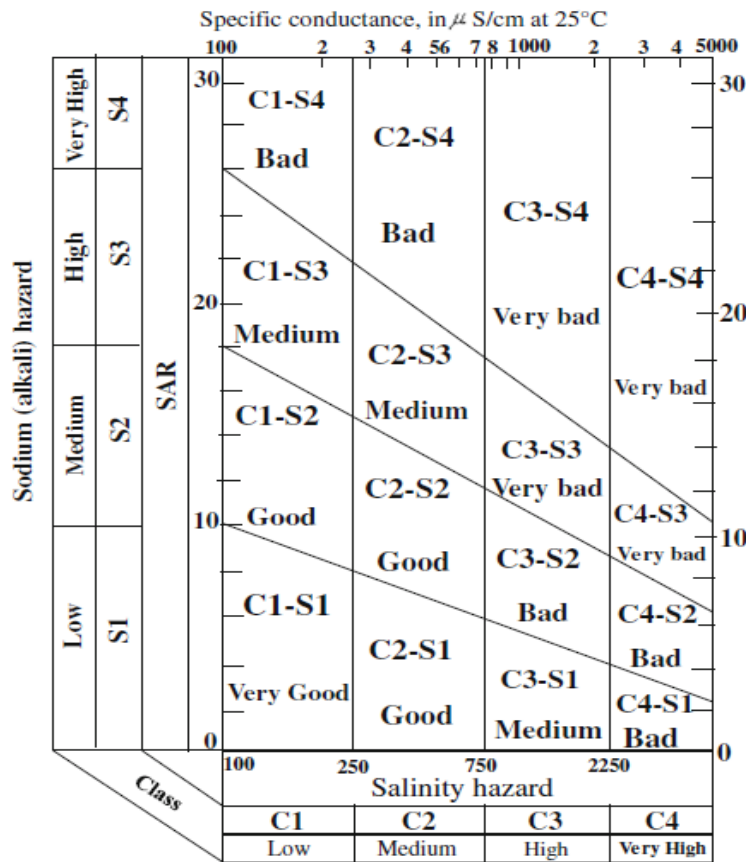 Specific conductance, in μ S/cm at 25°C
100 2 3 4 56 7 8 1000 2 3 4 5000
30 C1-S4 30
Very High S4 Bad C2-S4
C3-S4
Bad
High S3 C1-S3 C4-S4
20 Very bad 20
Medium C2-S3
Medium Very bad
Sodium (alkali) hazard
SAR
Medium S2 C1-S2 C3-S3
C2-S2 Very bad
Good C4-S3
10 10
Good C3-S2 Very bad
Low S1 C1-S1 Bad C4-S2
C2-S1 Bad
Very Good C3-S1 C4-S1
Good Medium Bad
0 0
100 250 750 2250
Class Salinity hazard
C1 C2 C3 C4
Low Medium High Very High